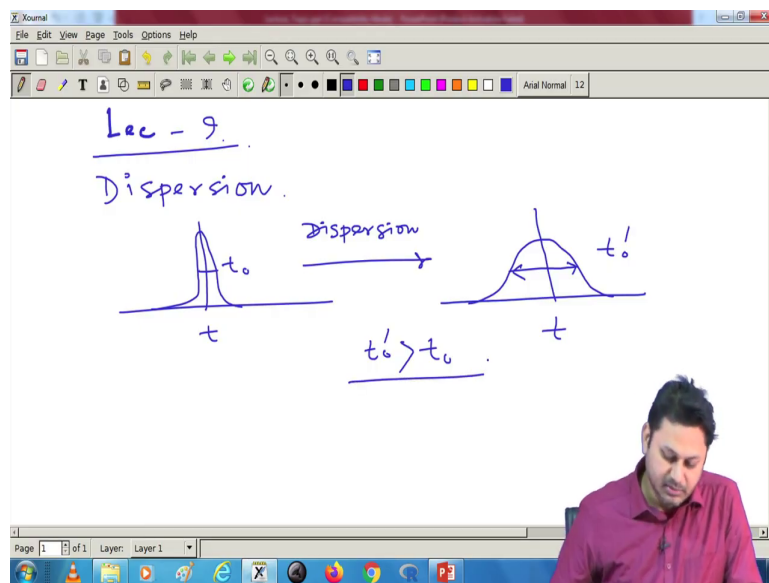 Xournal
File Edit View Page Tools Options Help
Arial Normal 12
Lec - 9.
Dispersion.
Dispersion
t₀
t₀'
t
t
t₀' > t₀
Page 1 of 1 Layer: Layer 1